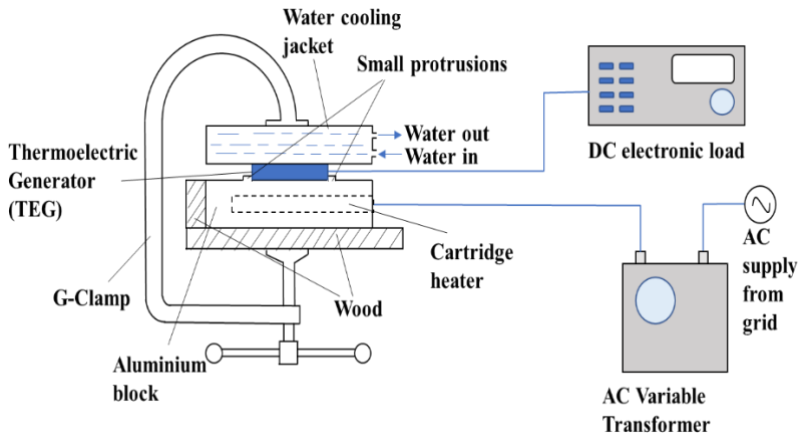 Water cooling
jacket
Small protrusions
Water out
Water in
DC electronic load
Thermoelectric
Generator
(TEG)
Cartridge
heater
AC
supply
from
grid
G-Clamp
Wood
Aluminium
block
AC Variable
Transformer